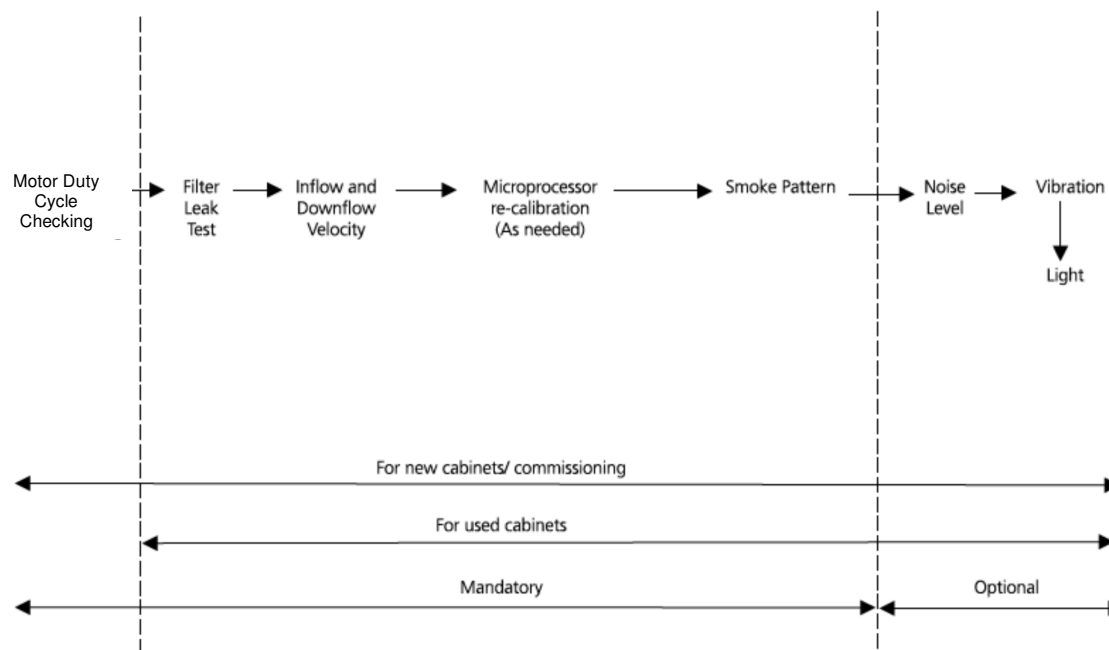 Motor Duty
Cycle
Checking
Filter
Leak
Test
Inflow and
Downflow
Velocity
Microprocessor
re-calibration
(As needed)
Smoke Pattern
Noise
Level
Vibration
Light
For new cabinets/ commissioning
For used cabinets
Mandatory
Optional